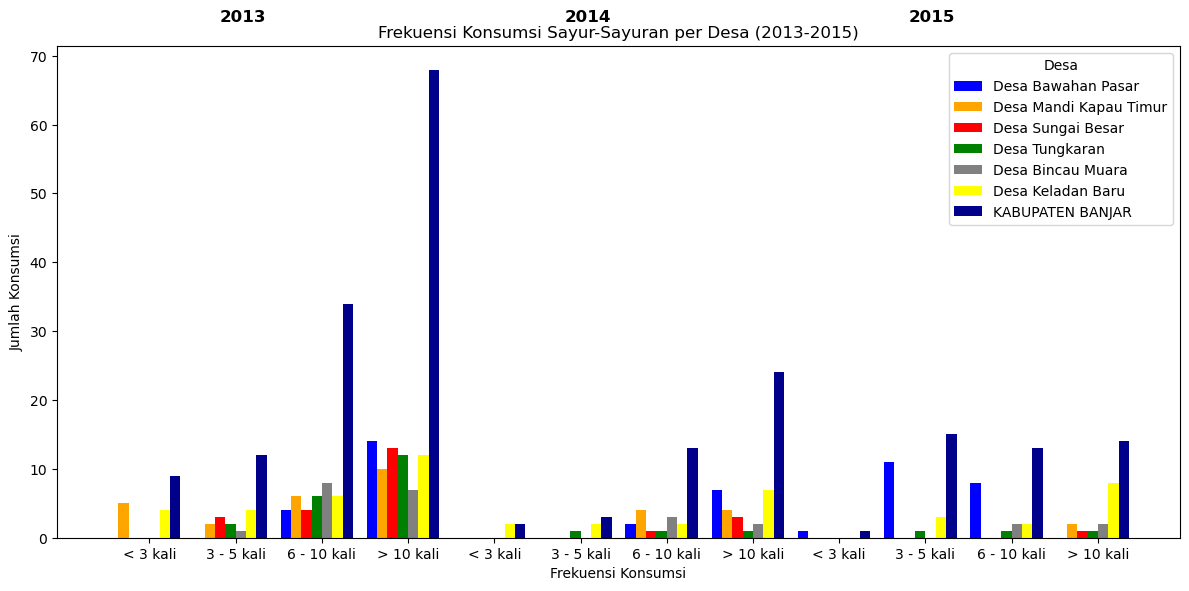 2013 2014 2015
Frekuensi Konsumsi Sayur-Sayuran per Desa (2013-2015)
Desa
Desa Bawahan Pasar
Desa Mandi Kapau Timur
Desa Sungai Besar
Desa Tungkaran
Desa Bincau Muara
Desa Keladan Baru
KABUPATEN BANJAR
Jumlah Konsumsi
70
60
50
40
30
20
10
0
< 3 kali 3 - 5 kali 6 - 10 kali > 10 kali < 3 kali 3 - 5 kali 6 - 10 kali > 10 kali < 3 kali 3 - 5 kali 6 - 10 kali > 10 kali
Frekuensi Konsumsi